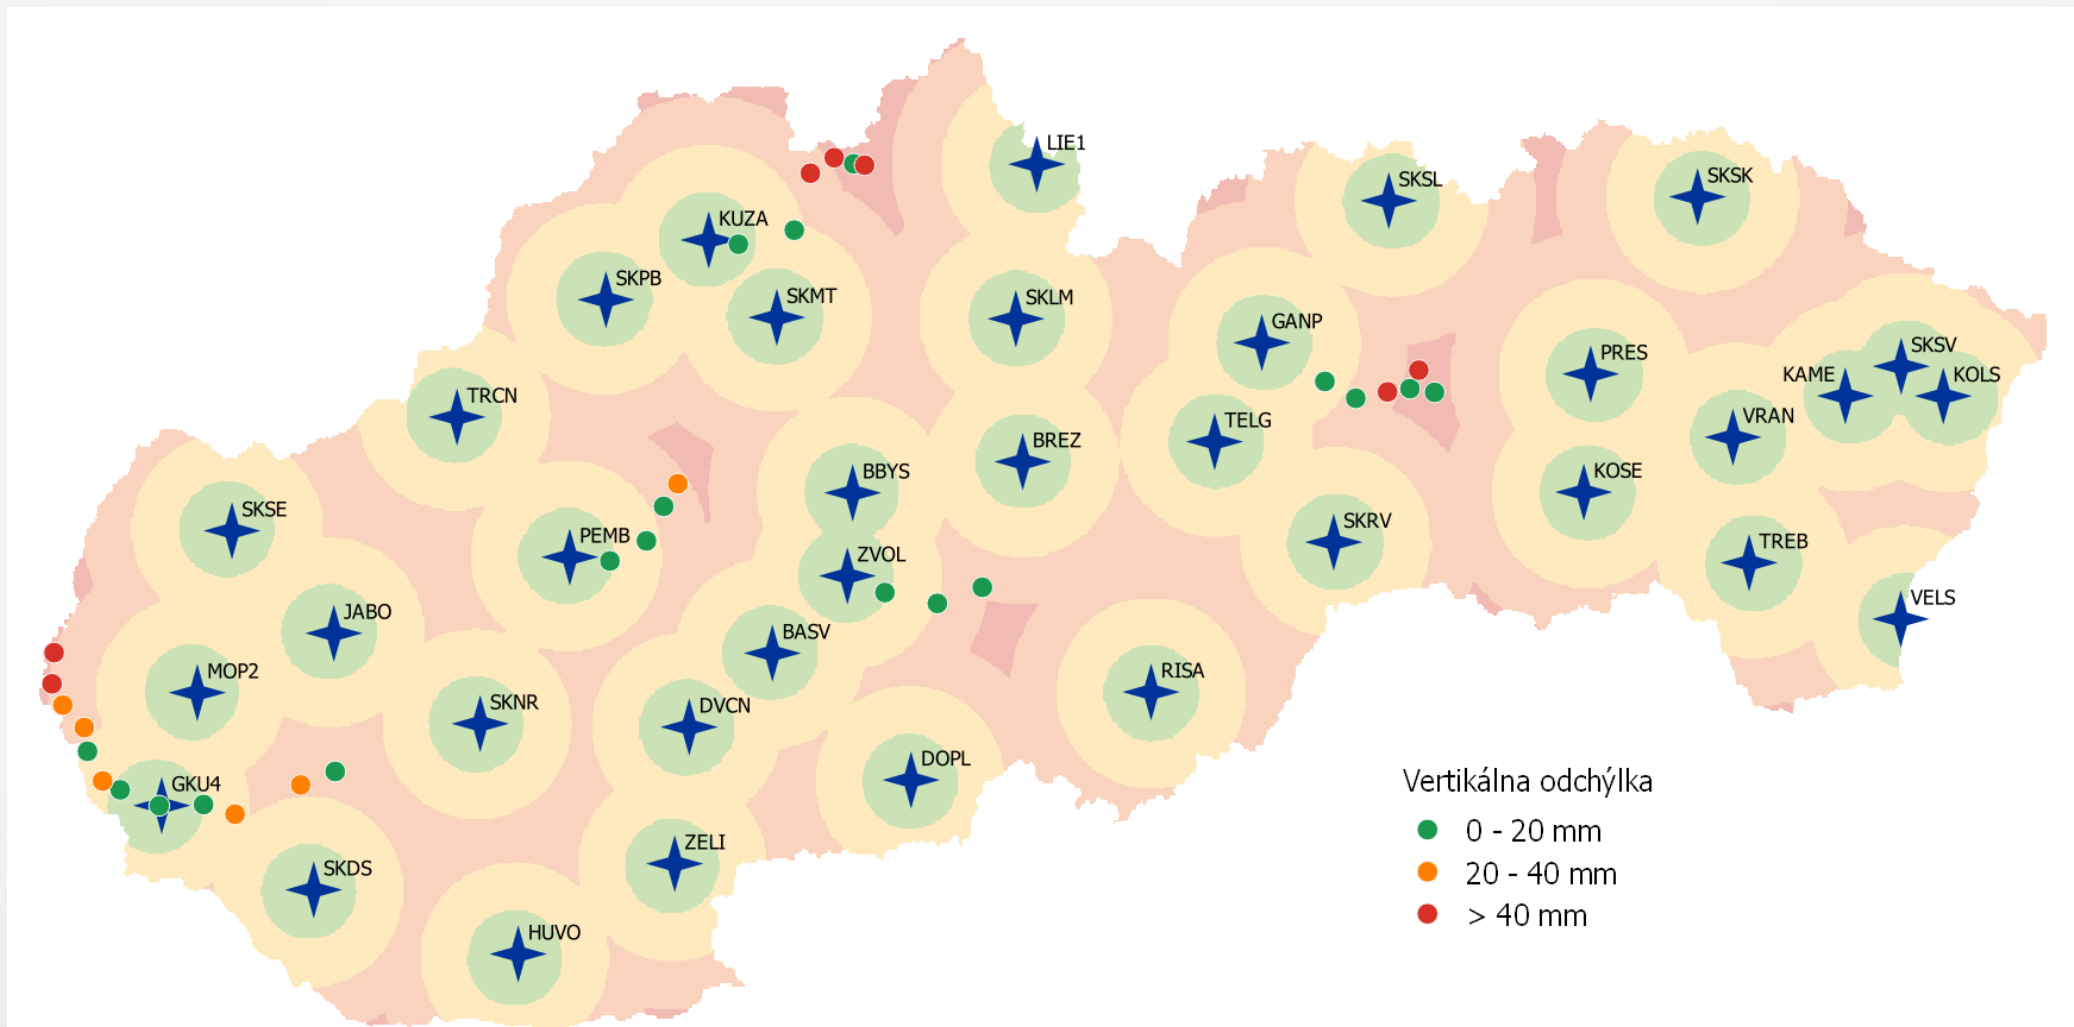 LIE1
SKSL
SKSK
KUZA
SKPB
SKMT
SKLM
GANP
PRES
SKSV
KAME
KOLS
TRCN
VRAN
TELG
BREZ
BBYS
KOSE
SKSE
SKRV
PEMB
TREB
ZVOL
VELS
JABO
BASV
MOP2
RISA
SKNR
DVCN
DOPL
GKU4
ZELI
SKDS
HUVO
Vertikálna odchýlka
0 - 20 mm
20 - 40 mm
> 40 mm